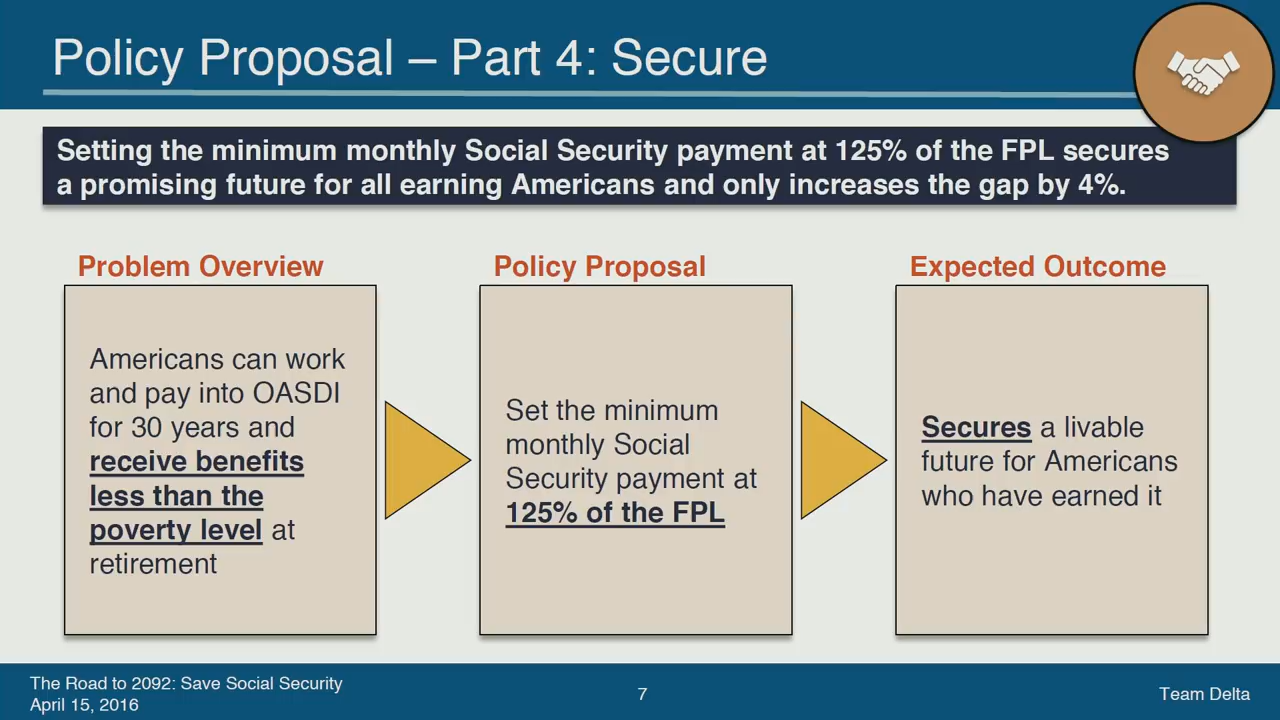 Policy Proposal – Part 4: Secure
Setting the minimum monthly Social Security payment at 125% of the FPL secures
a promising future for all earning Americans and only increases the gap by 4%.
Problem Overview
Americans can work
and pay into OASDI
for 30 years and
receive benefits
less than the
poverty level at
retirement
Policy Proposal
Set the minimum
monthly Social
Security payment at
125% of the FPL
Expected Outcome
Secures a livable
future for Americans
who have earned it
The Road to 2092: Save Social Security
April 15, 2016
7
Team Delta